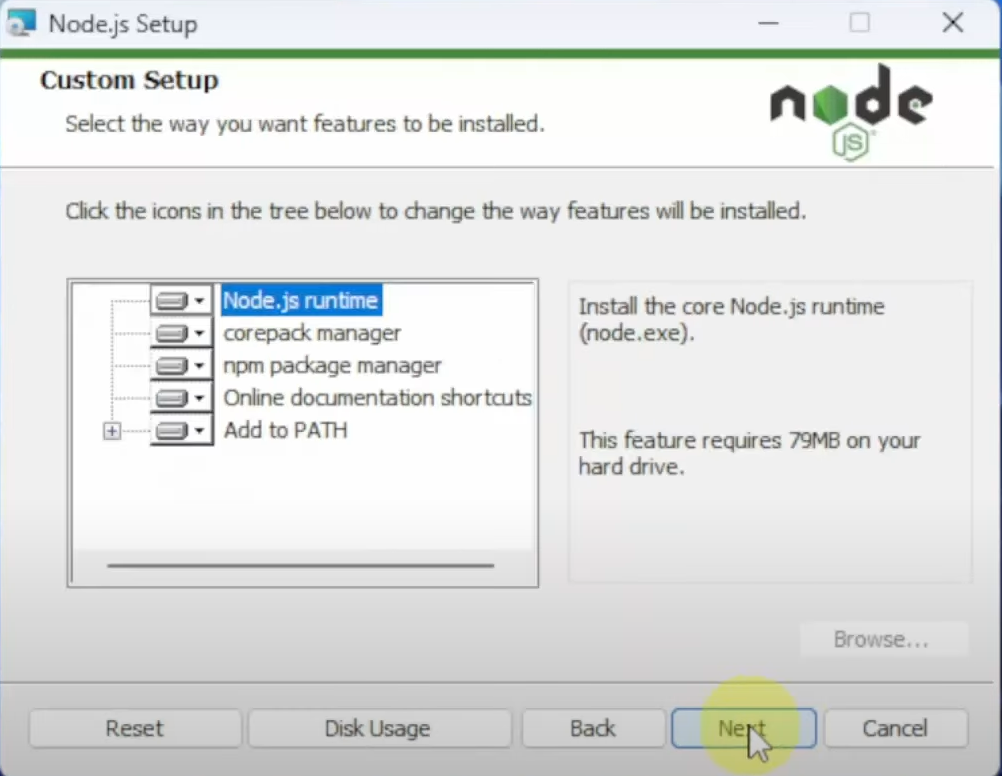 Node.js Setup
Custom Setup
Select the way you want features to be installed.
node
JS
Click the icons in the tree below to change the way features will be installed.
Node.js runtime
corepack manager
npm package manager
Online documentation shortcuts
Add to PATH
Install the core Node.js runtime
(node.exe).
This feature requires 79MB on your
hard drive.
Browse...
Reset
Disk Usage
Back
Next
Cancel